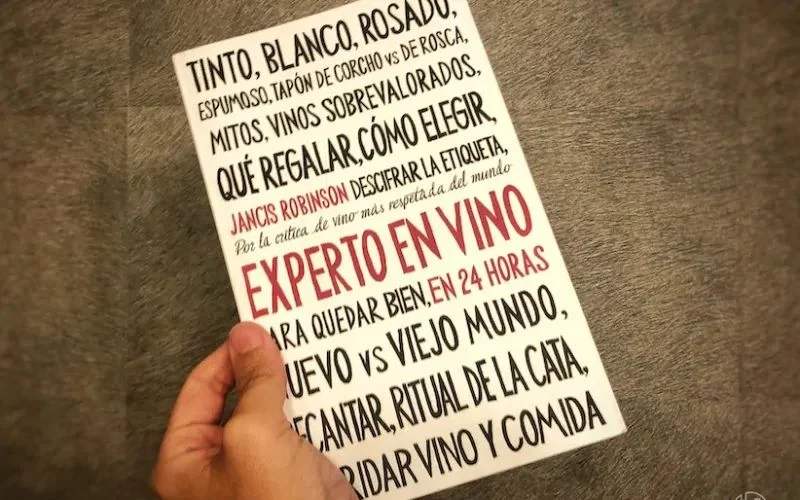 TINTO, BLANCO, ROSADO,
ESPUMOSO, TAPÓN DE CORCHO vs DE ROSCA,
MITOS, VINOS SOBREVALORADOS,
QUÉ REGALAR, CÓMO ELEGIR,
JANCIS ROBINSON DESCIFRAR LA ETIQUETA,
Por la crítica de vino más respetada del mundo
EXPERTO EN VINO
ARA QUEDAR BIEN, EN 24 HORAS
NUEVO vs VIEJO MUNDO,
ECANTAR, RITUAL DE LA CATA,
RIDAR VINO Y COMIDA